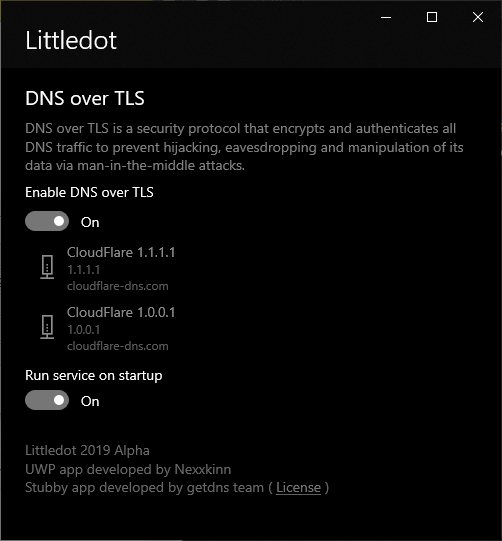 Littledot
DNS over TLS
DNS over TLS is a security protocol that encrypts and authenticates all
DNS traffic to prevent hijacking, eavesdropping and manipulation of its
data via man-in-the-middle attacks.
Enable DNS over TLS
On
CloudFlare 1.1.1.1
1.1.1.1
cloudflare-dns.com
CloudFlare 1.0.0.1
1.0.0.1
cloudflare-dns.com
Run service on startup
On
Littledot 2019 Alpha
UWP app developed by Nexxkinn
Stubby app developed by getdns team ( License )